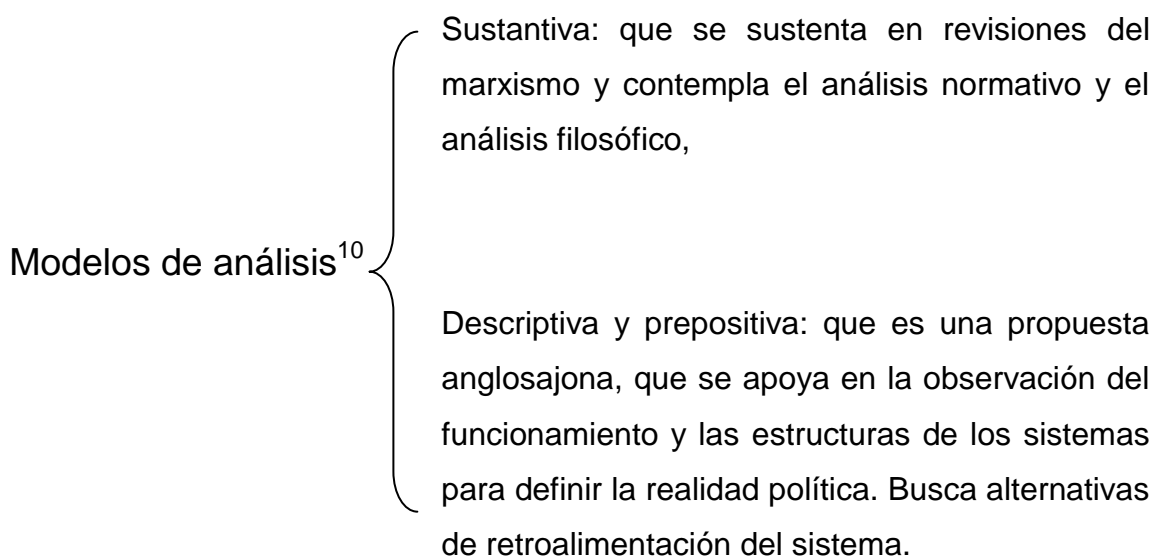 Sustantiva: que se sustenta en revisiones del
marxismo y contempla el análisis normativo y el
análisis filosófico,
Modelos de análisis10
Descriptiva y prepositiva: que es una propuesta
anglosajona, que se apoya en la observación del
funcionamiento y las estructuras de los sistemas
para definir la realidad política. Busca alternativas
de retroalimentación del sistema.